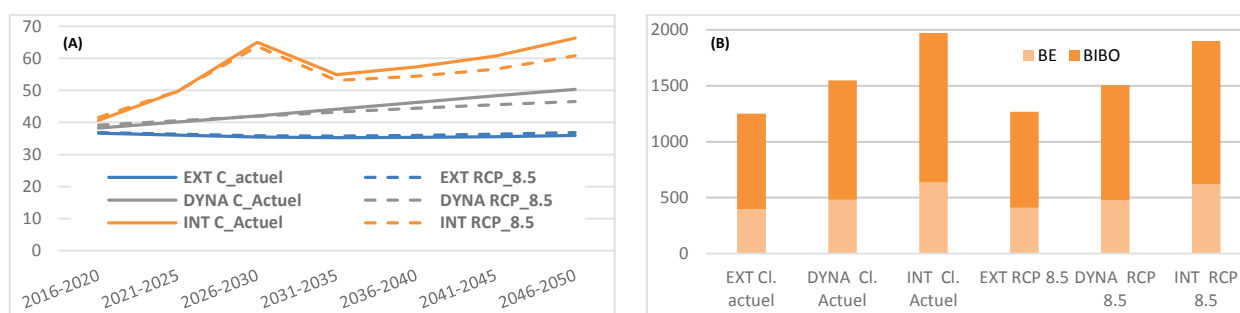 70
(A)
60
50
40
30
20
10
0
EXT C_actuel
EXT RCP_8.5
DYNA C_Actuel
DYNA RCP_8.5
INT C_Actuel
INT RCP_8.5
2016-2020
2021-2025
2026-2030
2031-2035
2036-2040
2041-2045
2046-2050
2000
(B)
BE
BIBO
1500
1000
500
0
EXT Cl.
actuel
DYNA Cl.
Actuel
INT Cl.
Actuel
EXT RCP 8.5
DYNA RCP
8.5
INT RCP
8.5